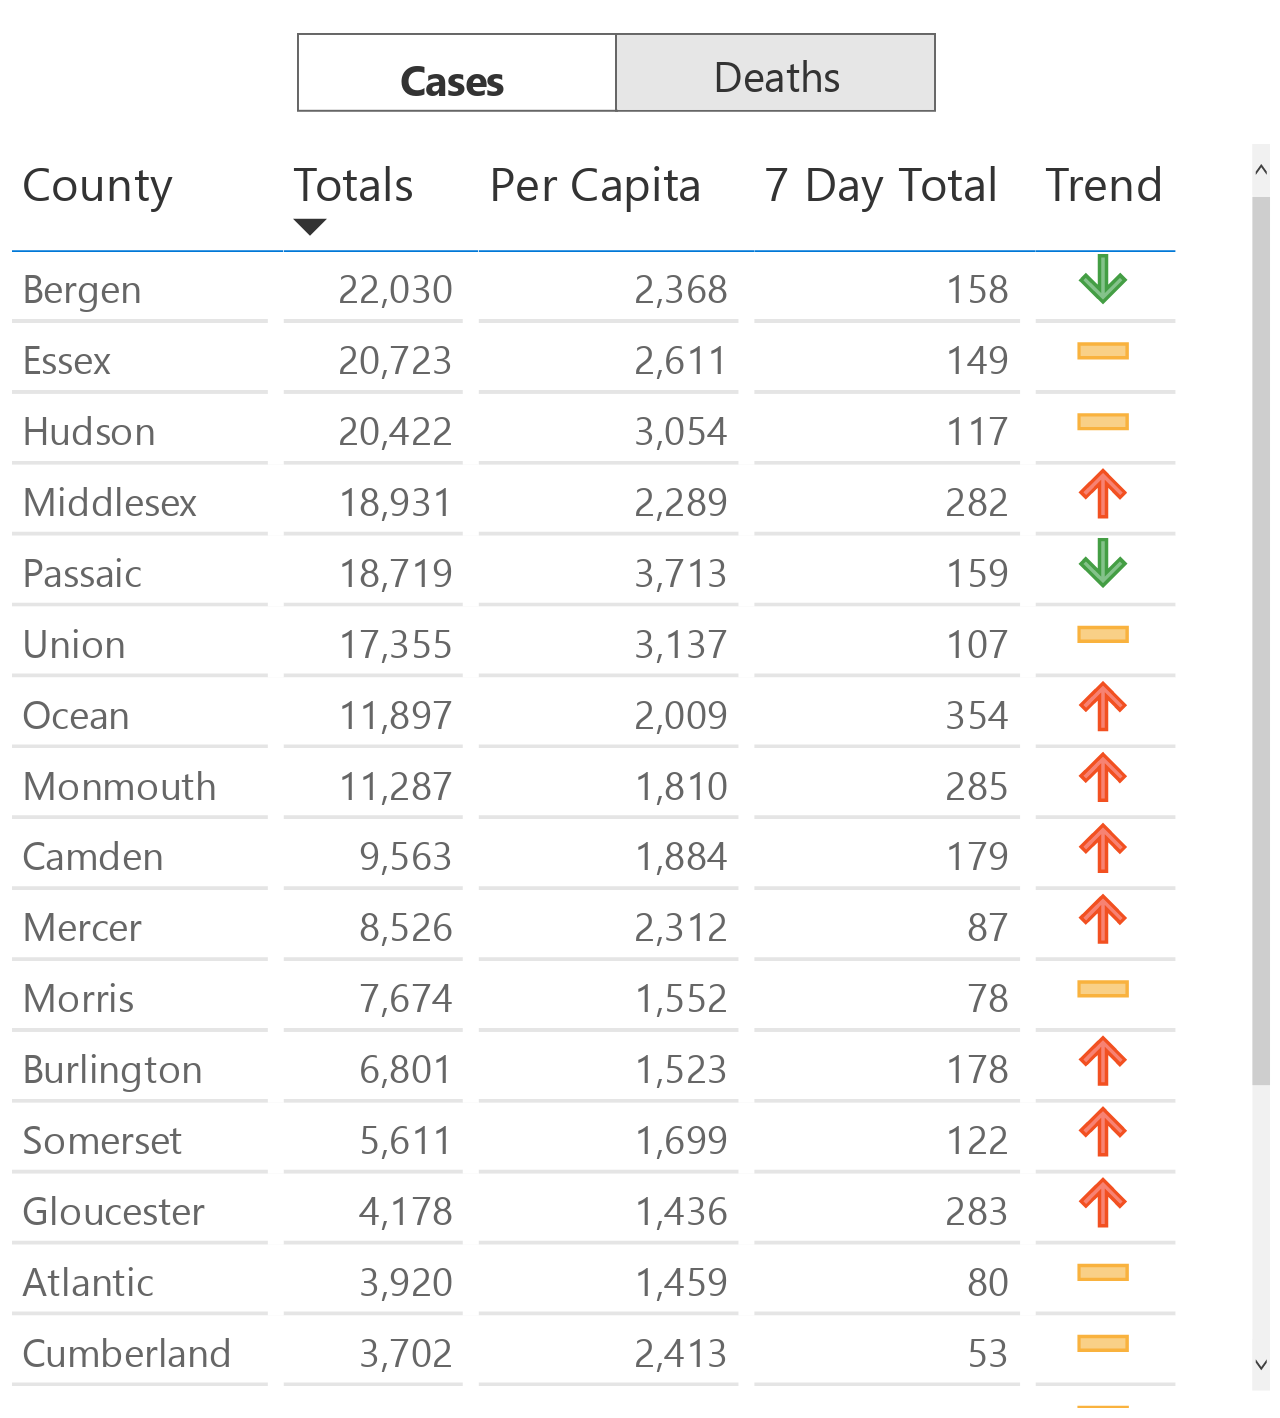 Cases Deaths
County Totals Per Capita 7 Day Total Trend
Bergen 22,030 2,368 158
Essex 20,723 2,611 149
Hudson 20,422 3,054 117
Middlesex 18,931 2,289 282
Passaic 18,719 3,713 159
Union 17,355 3,137 107
Ocean 11,897 2,009 354
Monmouth 11,287 1,810 285
Camden 9,563 1,884 179
Mercer 8,526 2,312 87
Morris 7,674 1,552 78
Burlington 6,801 1,523 178
Somerset 5,611 1,699 122
Gloucester 4,178 1,436 283
Atlantic 3,920 1,459 80
Cumberland 3,702 2,413 53